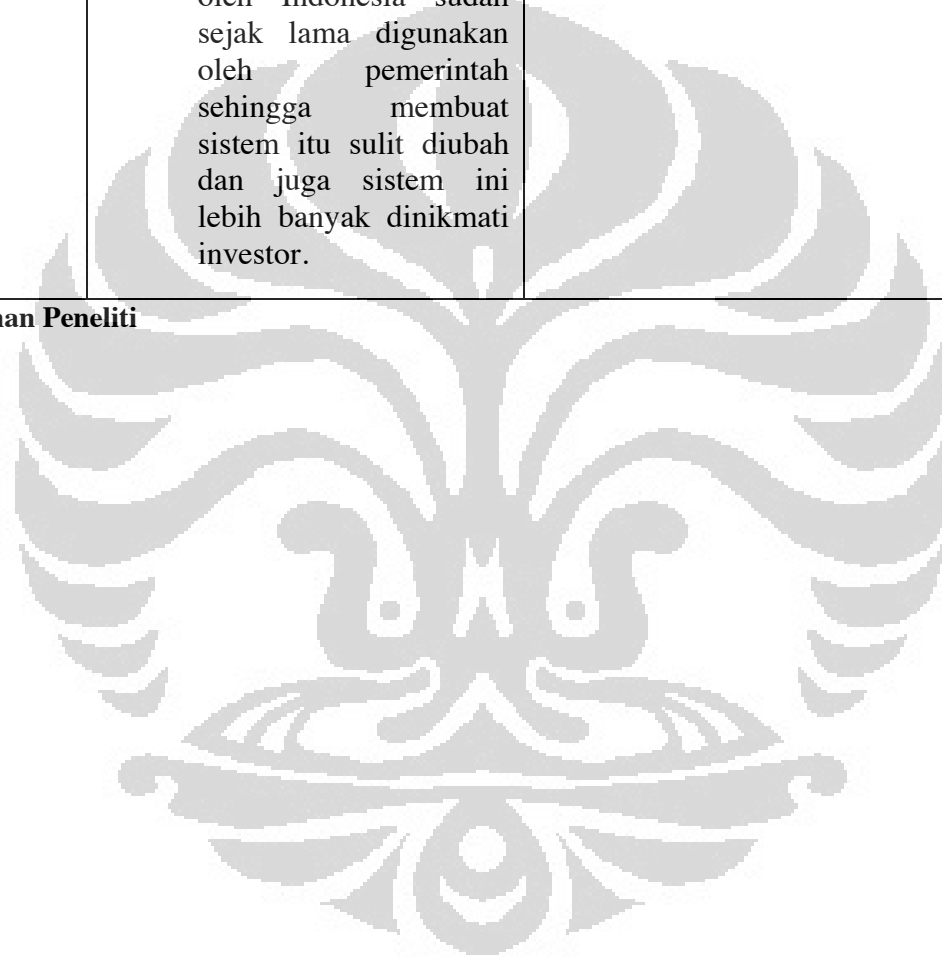 oleh Indonesia sudah
sejak lama digunakan
oleh pemerintah
sehingga membuat
sistem itu sulit diubah
dan juga sistem ini
lebih banyak dinikmati
investor.
an Peneliti